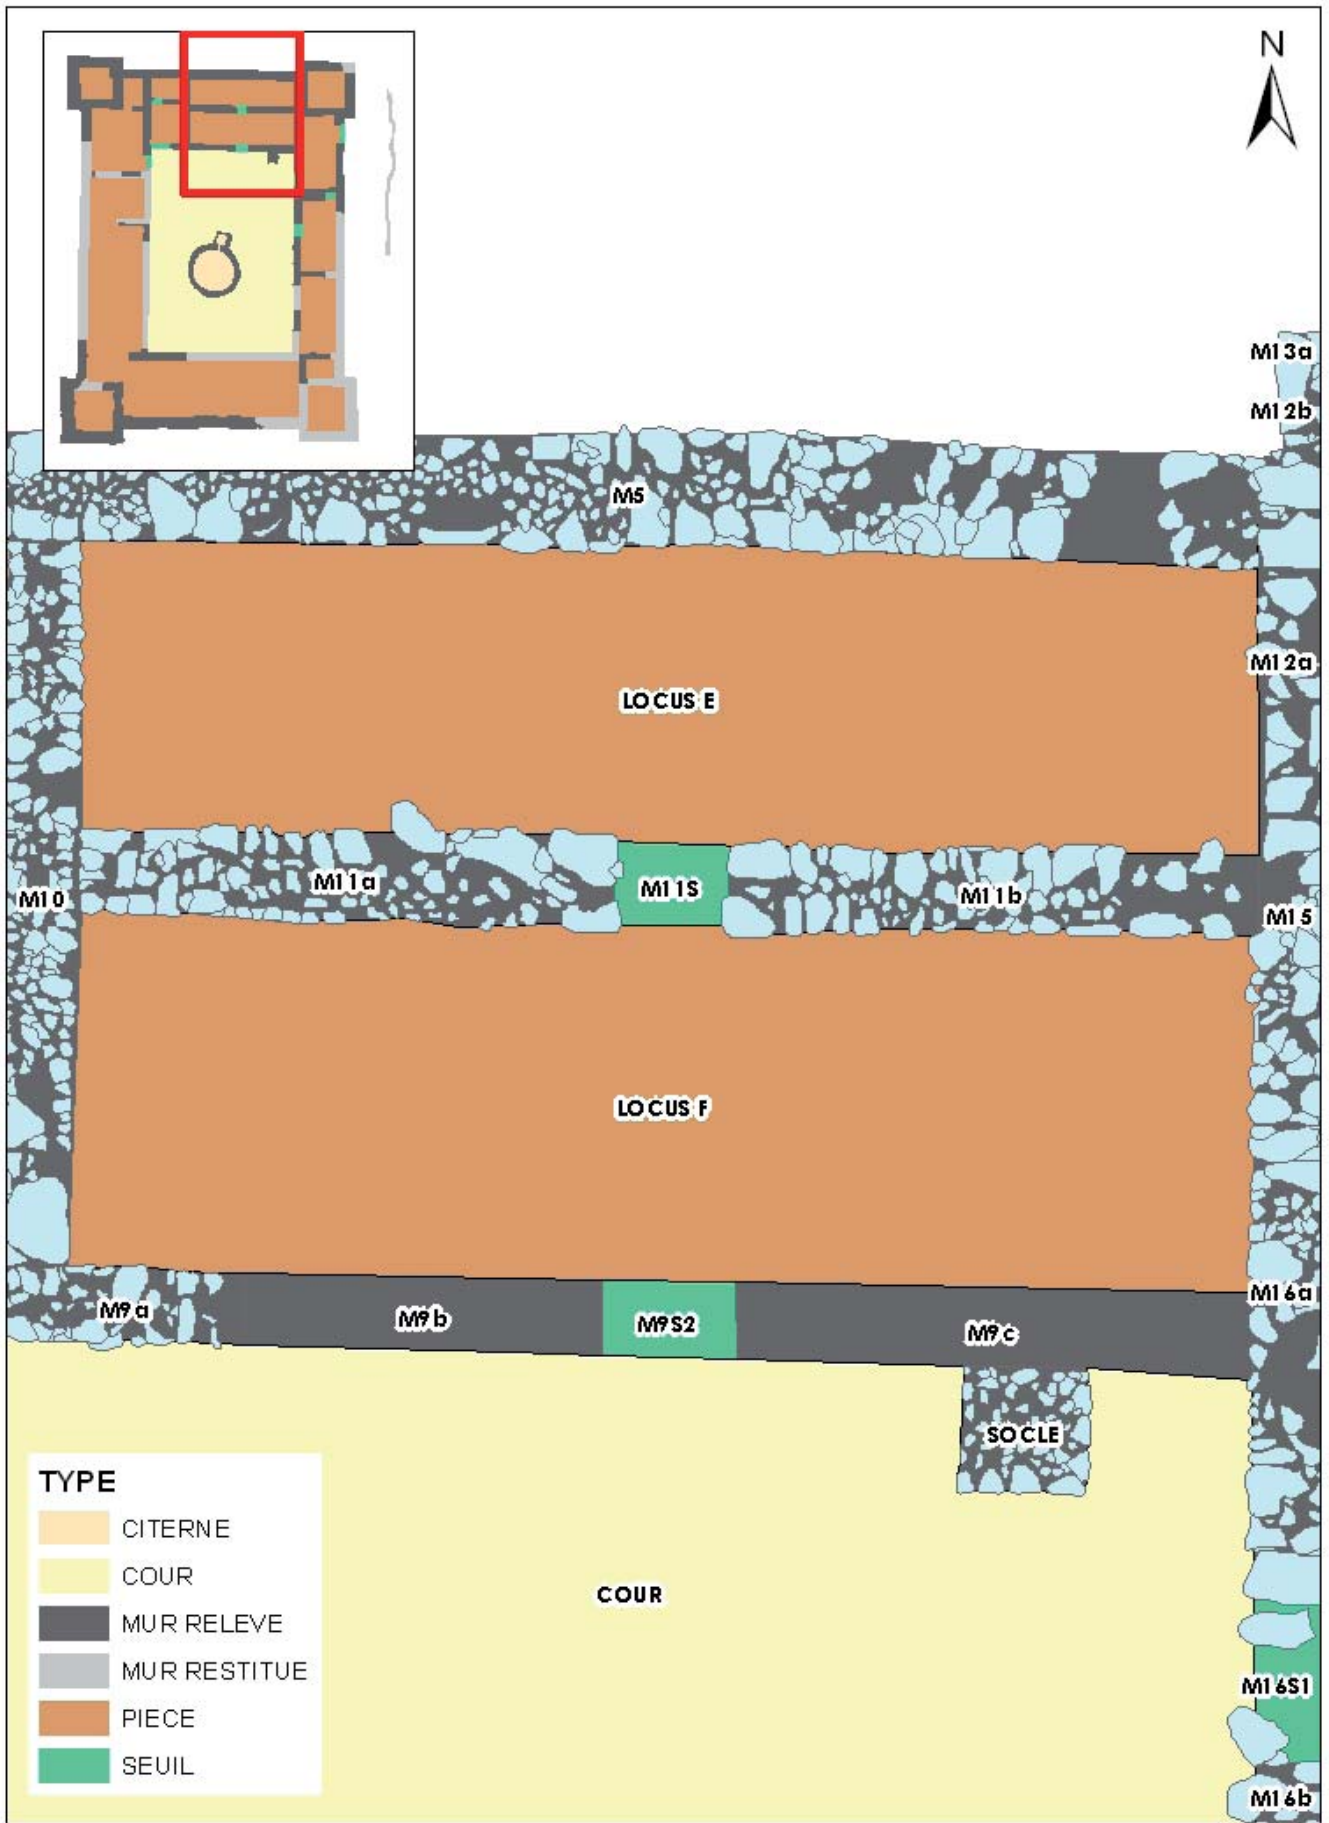 N
M13a
M12b
M5
M12a
LOCUS E
M11a
M11S
M11b
M10
M15
LOCUS F
M16a
M9a
M9b
M9S2
M9c
SOCLE
TYPE
CITERNE
COUR
MUR RELEVE
MUR RESTITUE
PIECE
SEUIL
COUR
M16S1
M16b